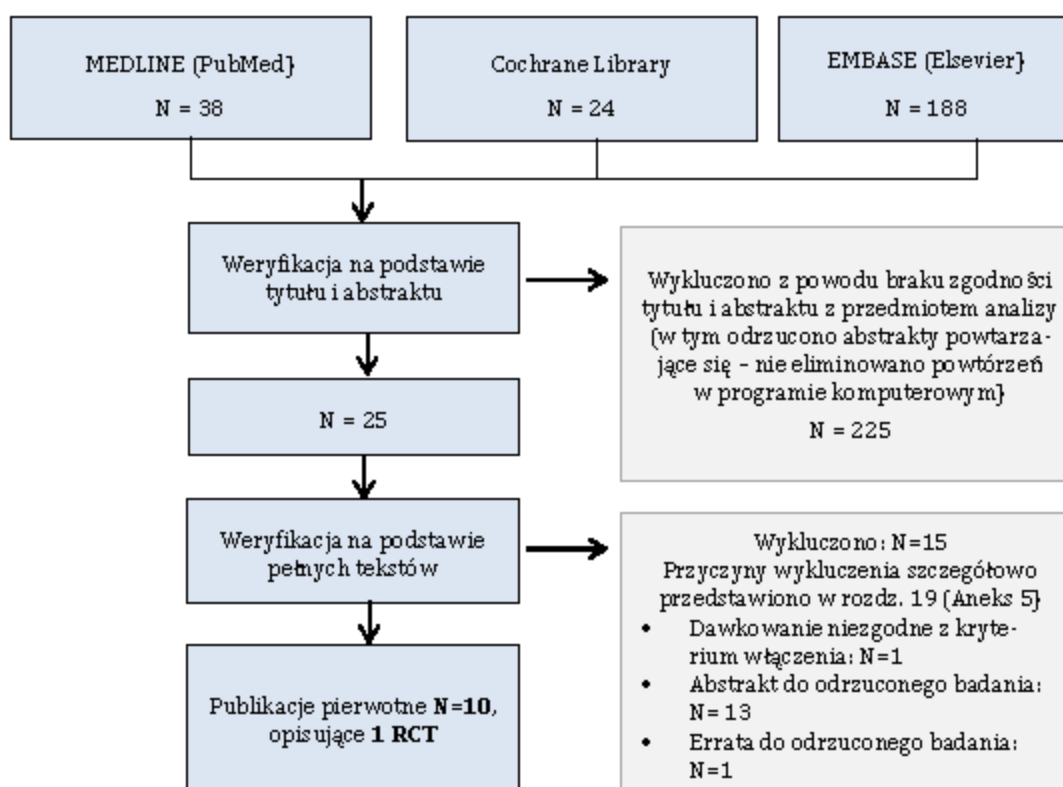 MEDLINE (PubMed}
N = 38
Cochrane Library
N = 24
EMBASE (Elsevier}
N = 188
Weryfikacja na podstawie
tytułu i abstraktu
Wykluczono z powodu braku zgodności
tytułu i abstraktu z przedmiotem analizy
(w tym odrzucono abstrakty powtarza-
jące się – nie eliminowano powtórzeń
w programie komputerowym}
N = 225
N = 25
Weryfikacja na podstawie
pełnych tekstów
Wykluczono: N=15
Przyczyny wykluczenia szczegółowo
przedstawiono w rozdz. 19 (Aneks 5}
• Dawkowanie niezgodne z kryte-
rium włączenia: N=1
• Abstrakt do odrzuconego badania:
N= 13
• Errata do odrzuconego badania:
N=1
Publikacje pierwotne N=10,
opisujące 1 RCT